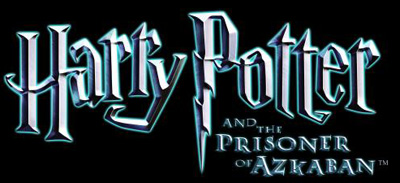 Harry Potter
AND THE
PRISONER
OF AZKABAN™